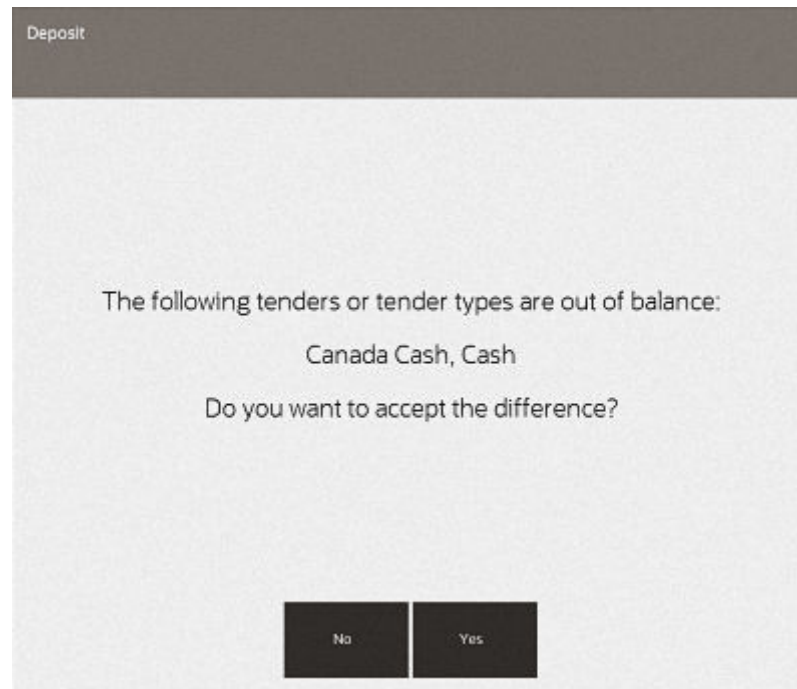 Deposit
The following tenders or tender types are out of balance:
Canada Cash, Cash
Do you want to accept the difference?
No Yes